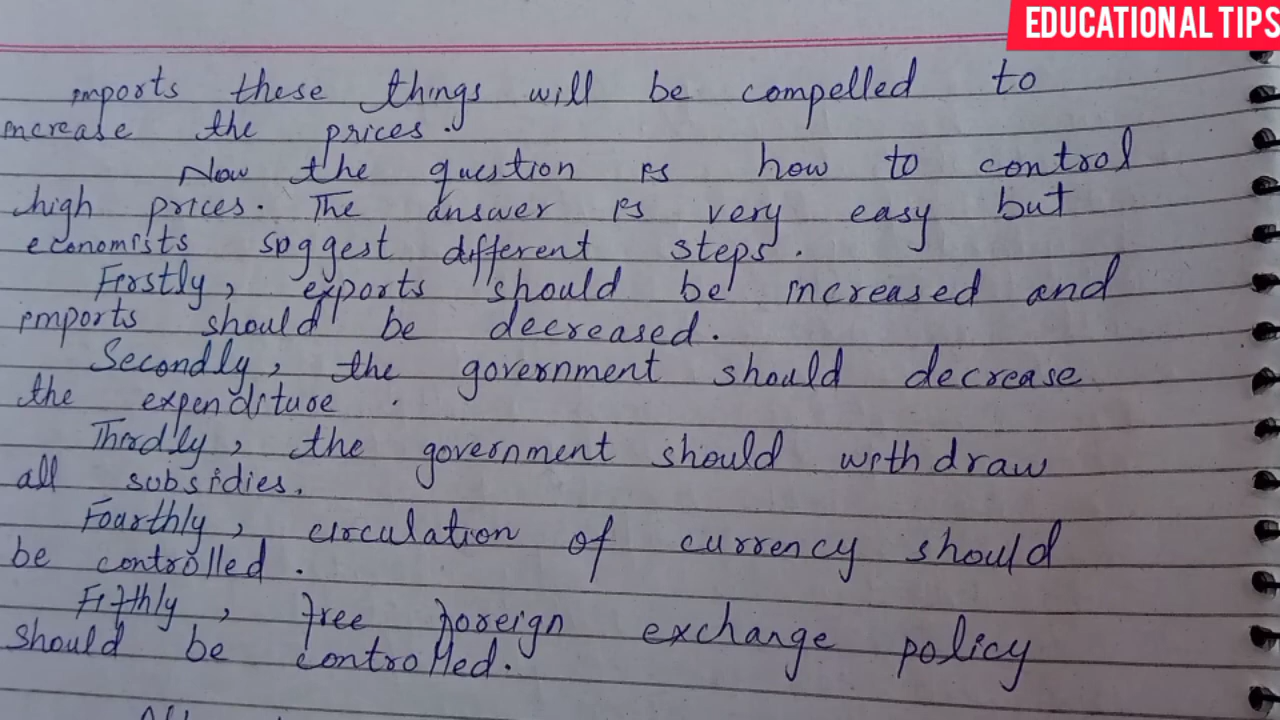 EDUCATIONAL TIPS
imports these things will be compelled to
increase the prices.
Now the question is how to control
high prices. The answer is very easy but
economists suggest different steps.
Firstly, exports should be increased and
imports should be decreased.
Secondly, the government should decrease
the expenditure.
Thirdly, the government should withdraw
all subsidies.
Fourthly, circulation of currency should
be controlled.
Fifthly, free foreign exchange policy
should be controlled.